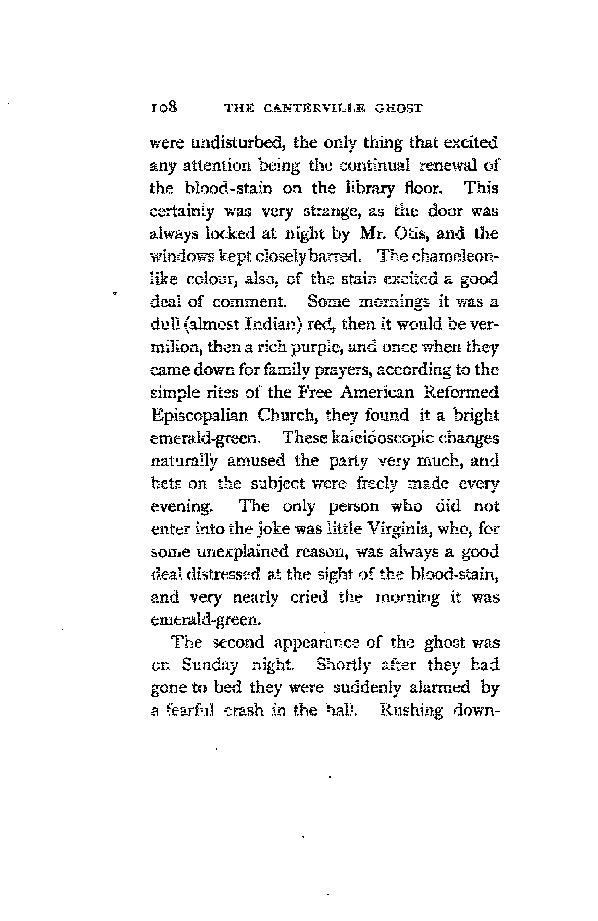 108 THE CANTERVILLE GHOST
were undisturbed, the only thing that excited
any attention being the continual renewal of
the blood-stain on the library floor. This
certainly was very strange, as the door was
always locked at night by Mr. Otis, and the
windows kept closely barred. The chameleon-
like colour, also, of the stain excited a good
deal of comment. Some mornings it was a
dull (almost Indian) red, then it would be ver-
milion, then a rich purple, and once when they
came down for family prayers, according to the
simple rites of the Free American Reformed
Episcopalian Church, they found it a bright
emerald-green. These kaleidoscopic changes
naturally amused the party very much, and
bets on the subject were freely made every
evening. The only person who did not
enter into the joke was little Virginia, who, for
some unexplained reason, was always a good
deal distressed at the sight of the blood-stain,
and very nearly cried the morning it was
emerald-green.
The second appearance of the ghost was
on Sunday night. Shortly after they had
gone to bed they were suddenly alarmed by
a fearful crash in the hall. Rushing down-